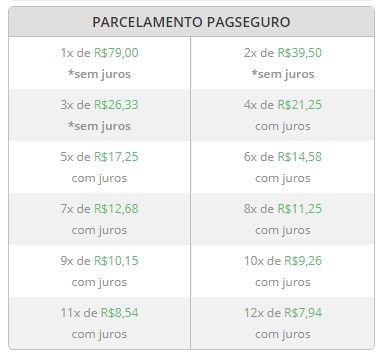 PARCELAMENTO PAGSEGURO
1x de R$79,00
*sem juros
2x de R$39,50
*sem juros
3x de R$26,33
*sem juros
4x de R$21,25
com juros
5x de R$17,25
com juros
6x de R$14,58
com juros
7x de R$12,68
com juros
8x de R$11,25
com juros
9x de R$10,15
com juros
10x de R$9,26
com juros
11x de R$8,54
com juros
12x de R$7,94
com juros